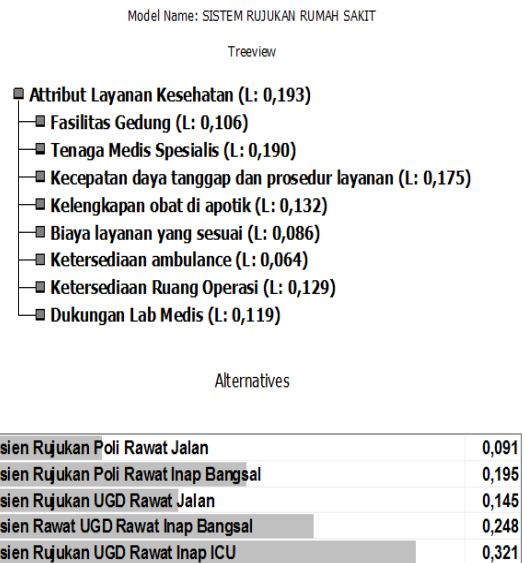 Model Name: SISTEM RUJUKAN RUMAH SAKIT
Treeview
Attribut Layanan Kesehatan (L: 0,193)
Fasilitas Gedung (L: 0,106)
Tenaga Medis Spesialis (L: 0,190)
Kecepatan daya tanggap dan prosedur layanan (L: 0,175)
Kelengkapan obat di apotik (L: 0,132)
Biaya layanan yang sesuai (L: 0,086)
Ketersediaan ambulance (L: 0,064)
Ketersediaan Ruang Operasi (L: 0,129)
Dukungan Lab Medis (L: 0,119)
Alternatives
sien Rujukan Poli Rawat Jalan 0,091
sien Rujukan Poli Rawat Inap Bangsal 0,195
sien Rujukan UGD Rawat Jalan 0,145
sien Rawat UGD Rawat Inap Bangsal 0,248
sien Rujukan UGD Rawat Inap ICU 0,321